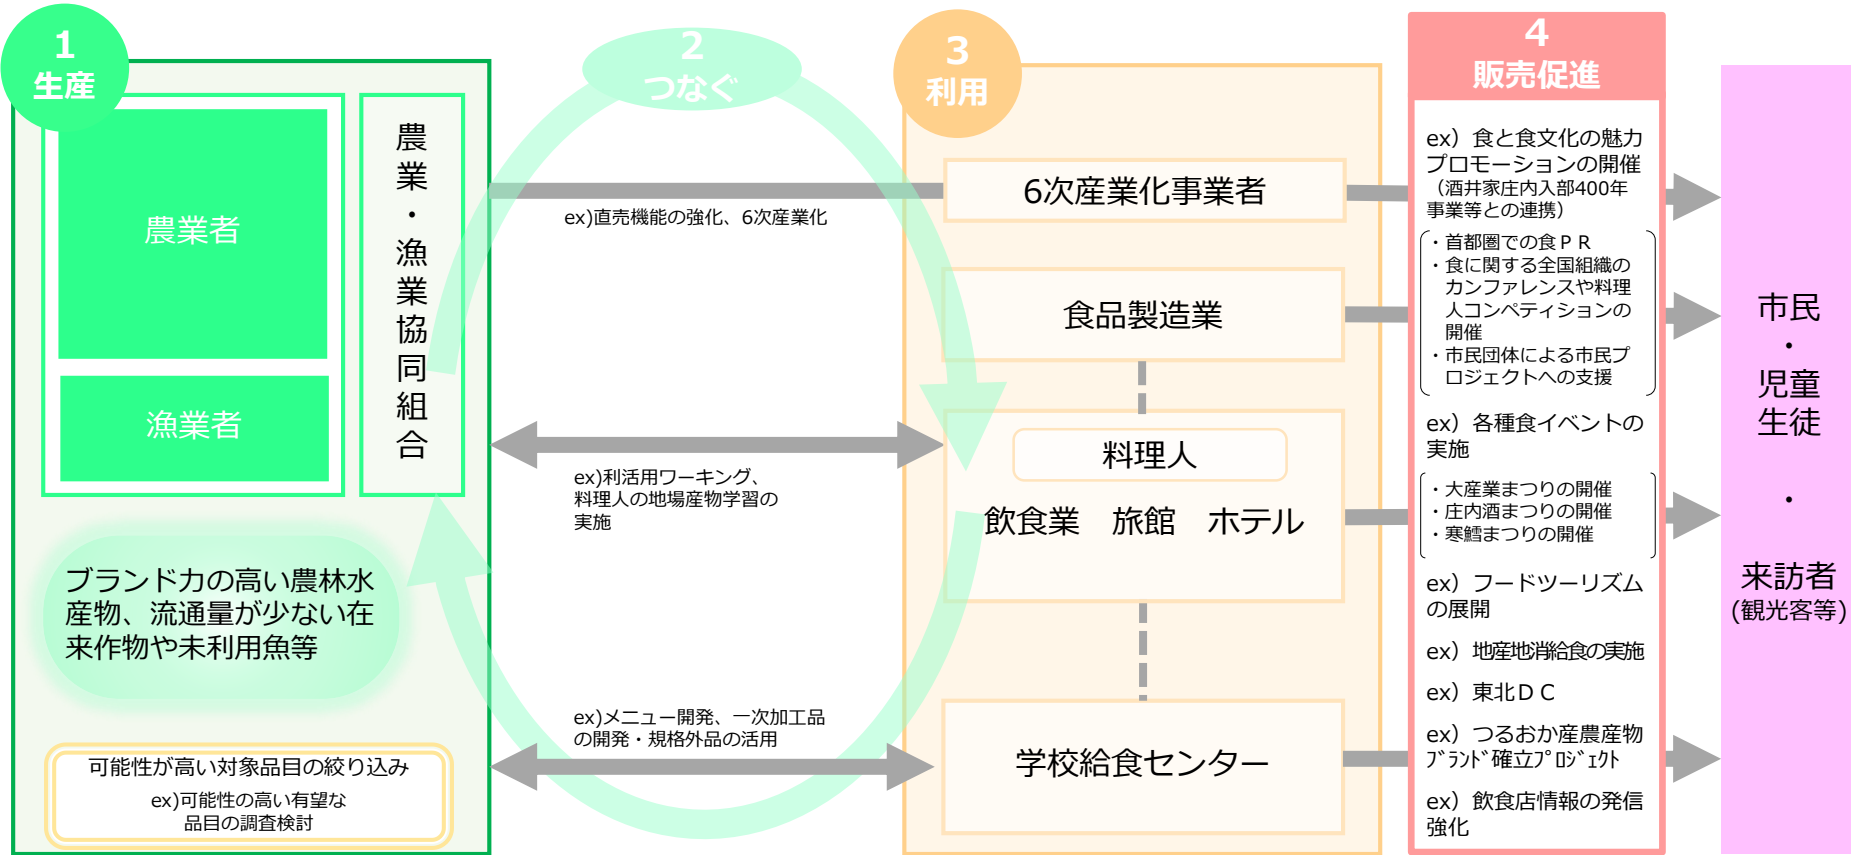 1
生産
農業者
漁業者
農業・漁業協同組合
ブランド力の高い農林水
産物、流通量が少ない在
来作物や未利用魚等
可能性が高い対象品目の絞り込み
ex)可能性の高い有望な
品目の調査検討
2
つなぐ
ex)直売機能の強化、6次産業化
ex)利活用ワーキング、
料理人の地場産物学習の
実施
ex)メニュー開発、一次加工品
の開発・規格外品の活用
3
利用
6次産業化事業者
食品製造業
料理人
飲食業　旅館　ホテル
学校給食センター
4
販売促進
ex）食と食文化の魅力
プロモーションの開催
（酒井家庄内入部400年
事業等との連携）
・首都圏での食ＰＲ
・食に関する全国組織の
カンファレンスや料理
人コンペティションの
開催
・市民団体による市民プ
ロジェクトへの支援
ex）各種食イベントの
実施
・大産業まつりの開催
・庄内酒まつりの開催
・寒鱈まつりの開催
ex）フードツーリズム
の展開
ex）地産地消給食の実施
ex）東北ＤＣ
ex）つるおか産農産物
ﾌﾞﾗﾝﾄﾞ確立ﾌﾟﾛｼﾞｪｸﾄ
ex）飲食店情報の発信
強化
市民
・
児童
生徒
・
来訪者
(観光客等)